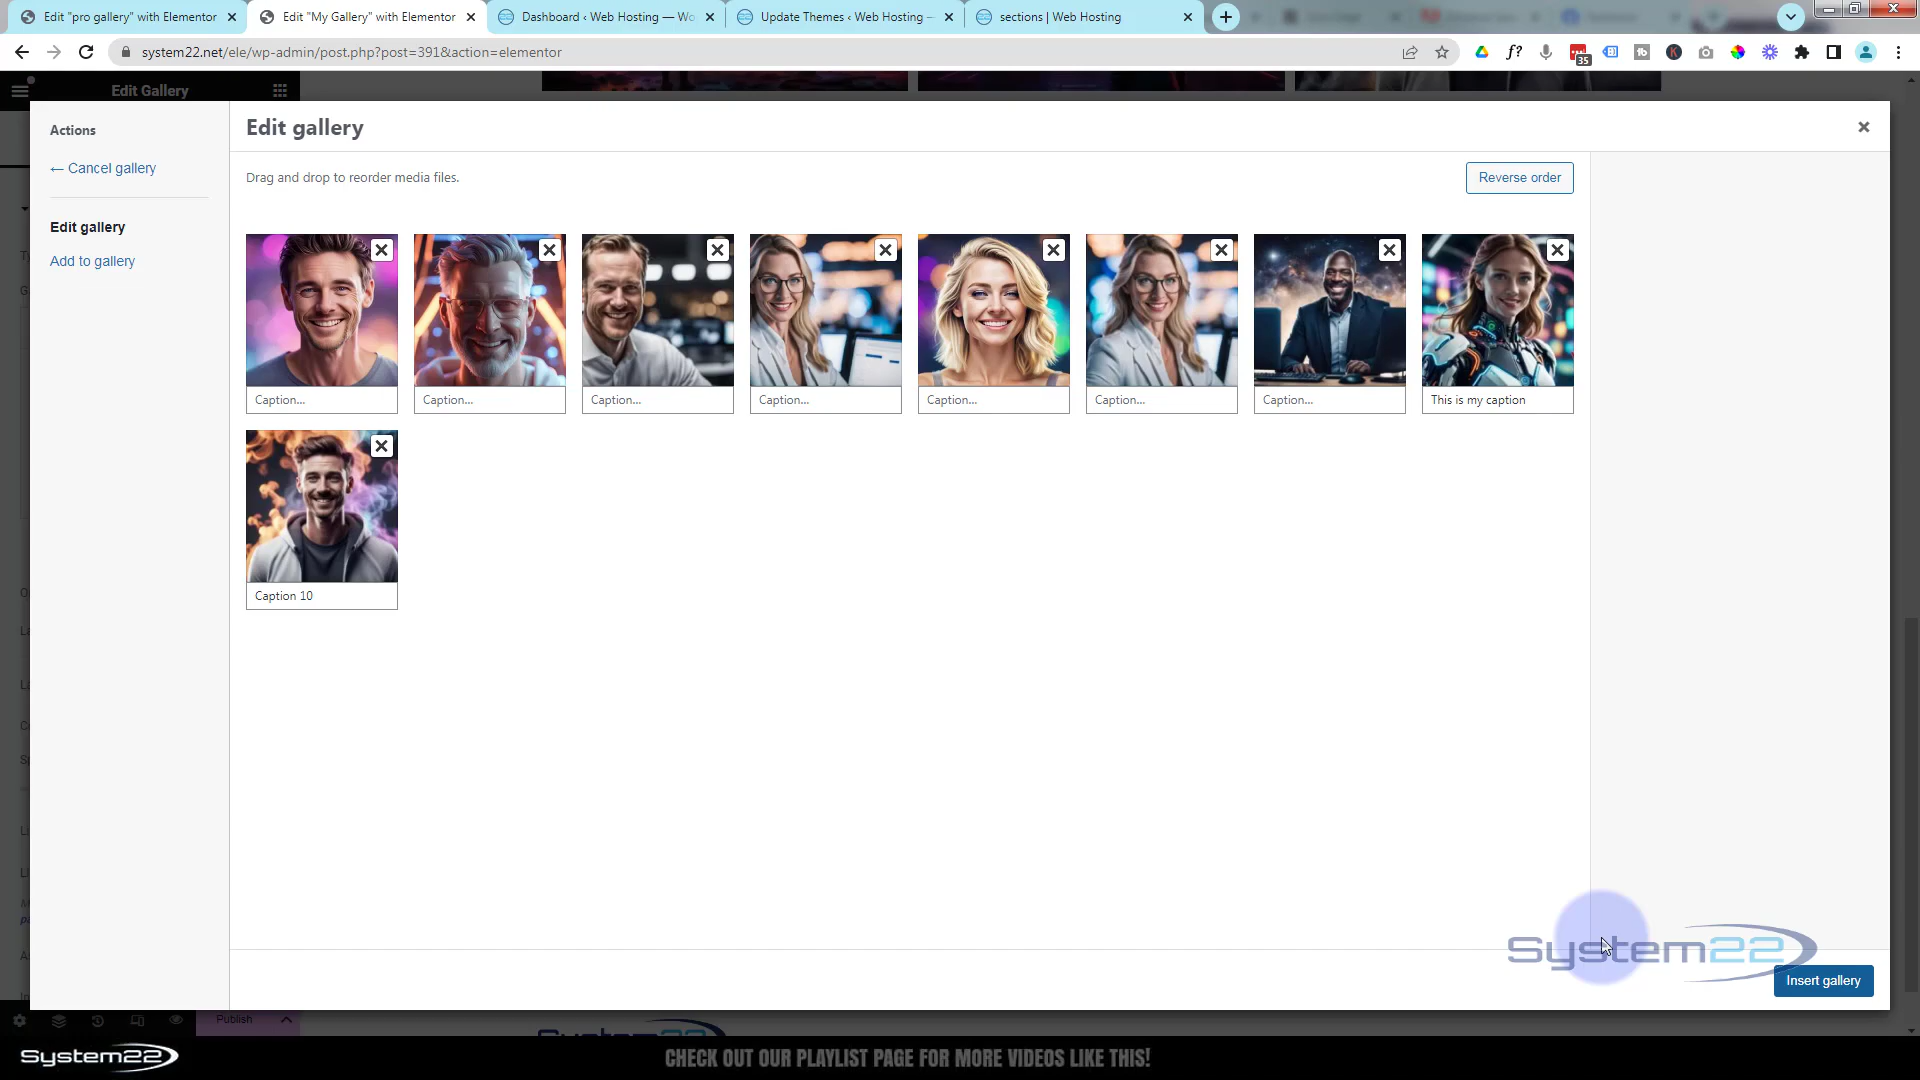 Edit "pro gallery" with Elementor
Edit "My Gallery" with Elementor
Dashboard ‹ Web Hosting — Wo
Update Themes ‹ Web Hosting —
sections | Web Hosting
system22.net/ele/wp-admin/post.php?post=391&action=elementor
35
Edit Gallery
Actions
Edit gallery
← Cancel gallery
Drag and drop to reorder media files.
Reverse order
Edit gallery
Add to gallery
Caption...
Caption...
Caption...
Caption...
Caption...
Caption...
Caption...
This is my caption
Caption 10
System22
Insert gallery
Publish
System22
CHECK OUT OUR PLAYLIST PAGE FOR MORE VIDEOS LIKE THIS!